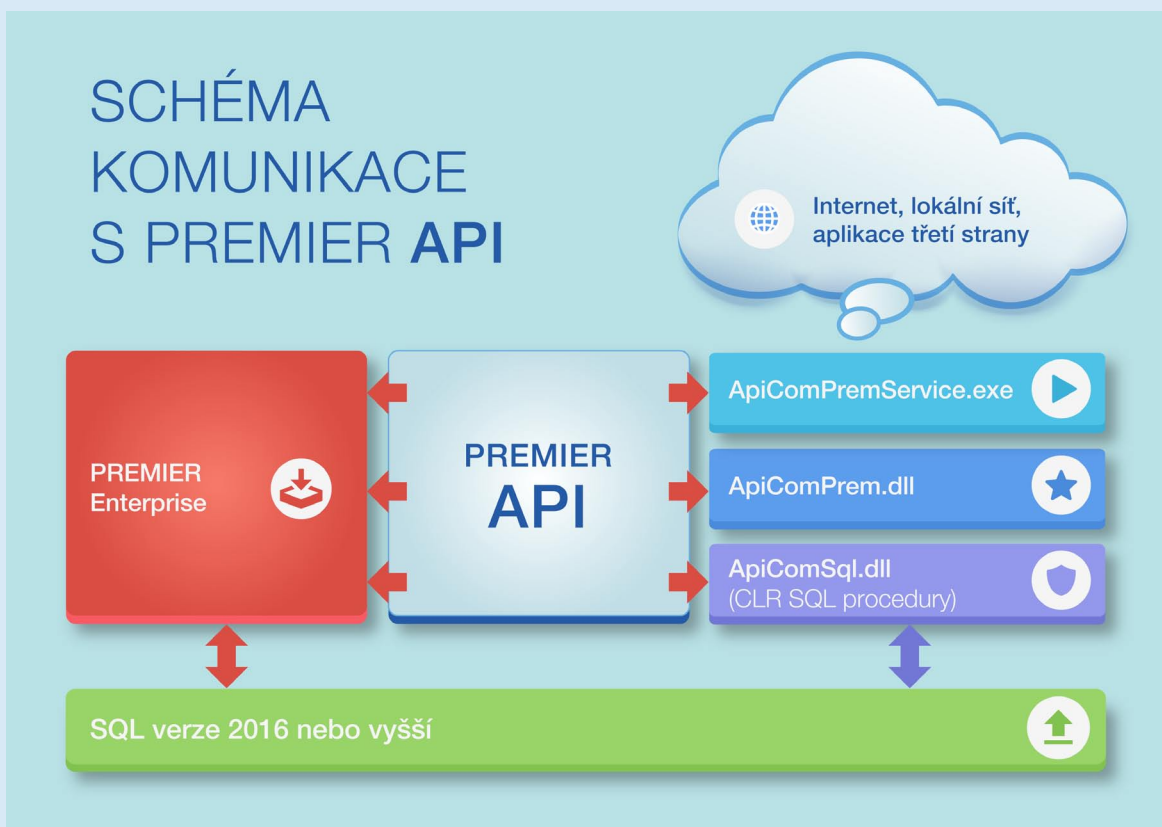 SCHÉMA
KOMUNIKACE
S PREMIER API
Internet, lokální síť,
aplikace třetí strany
PREMIER
Enterprise
PREMIER
API
ApiComPremService.exe
ApiComPrem.dll
ApiComSql.dll
(CLR SQL procedury)
SQL verze 2016 nebo vyšší